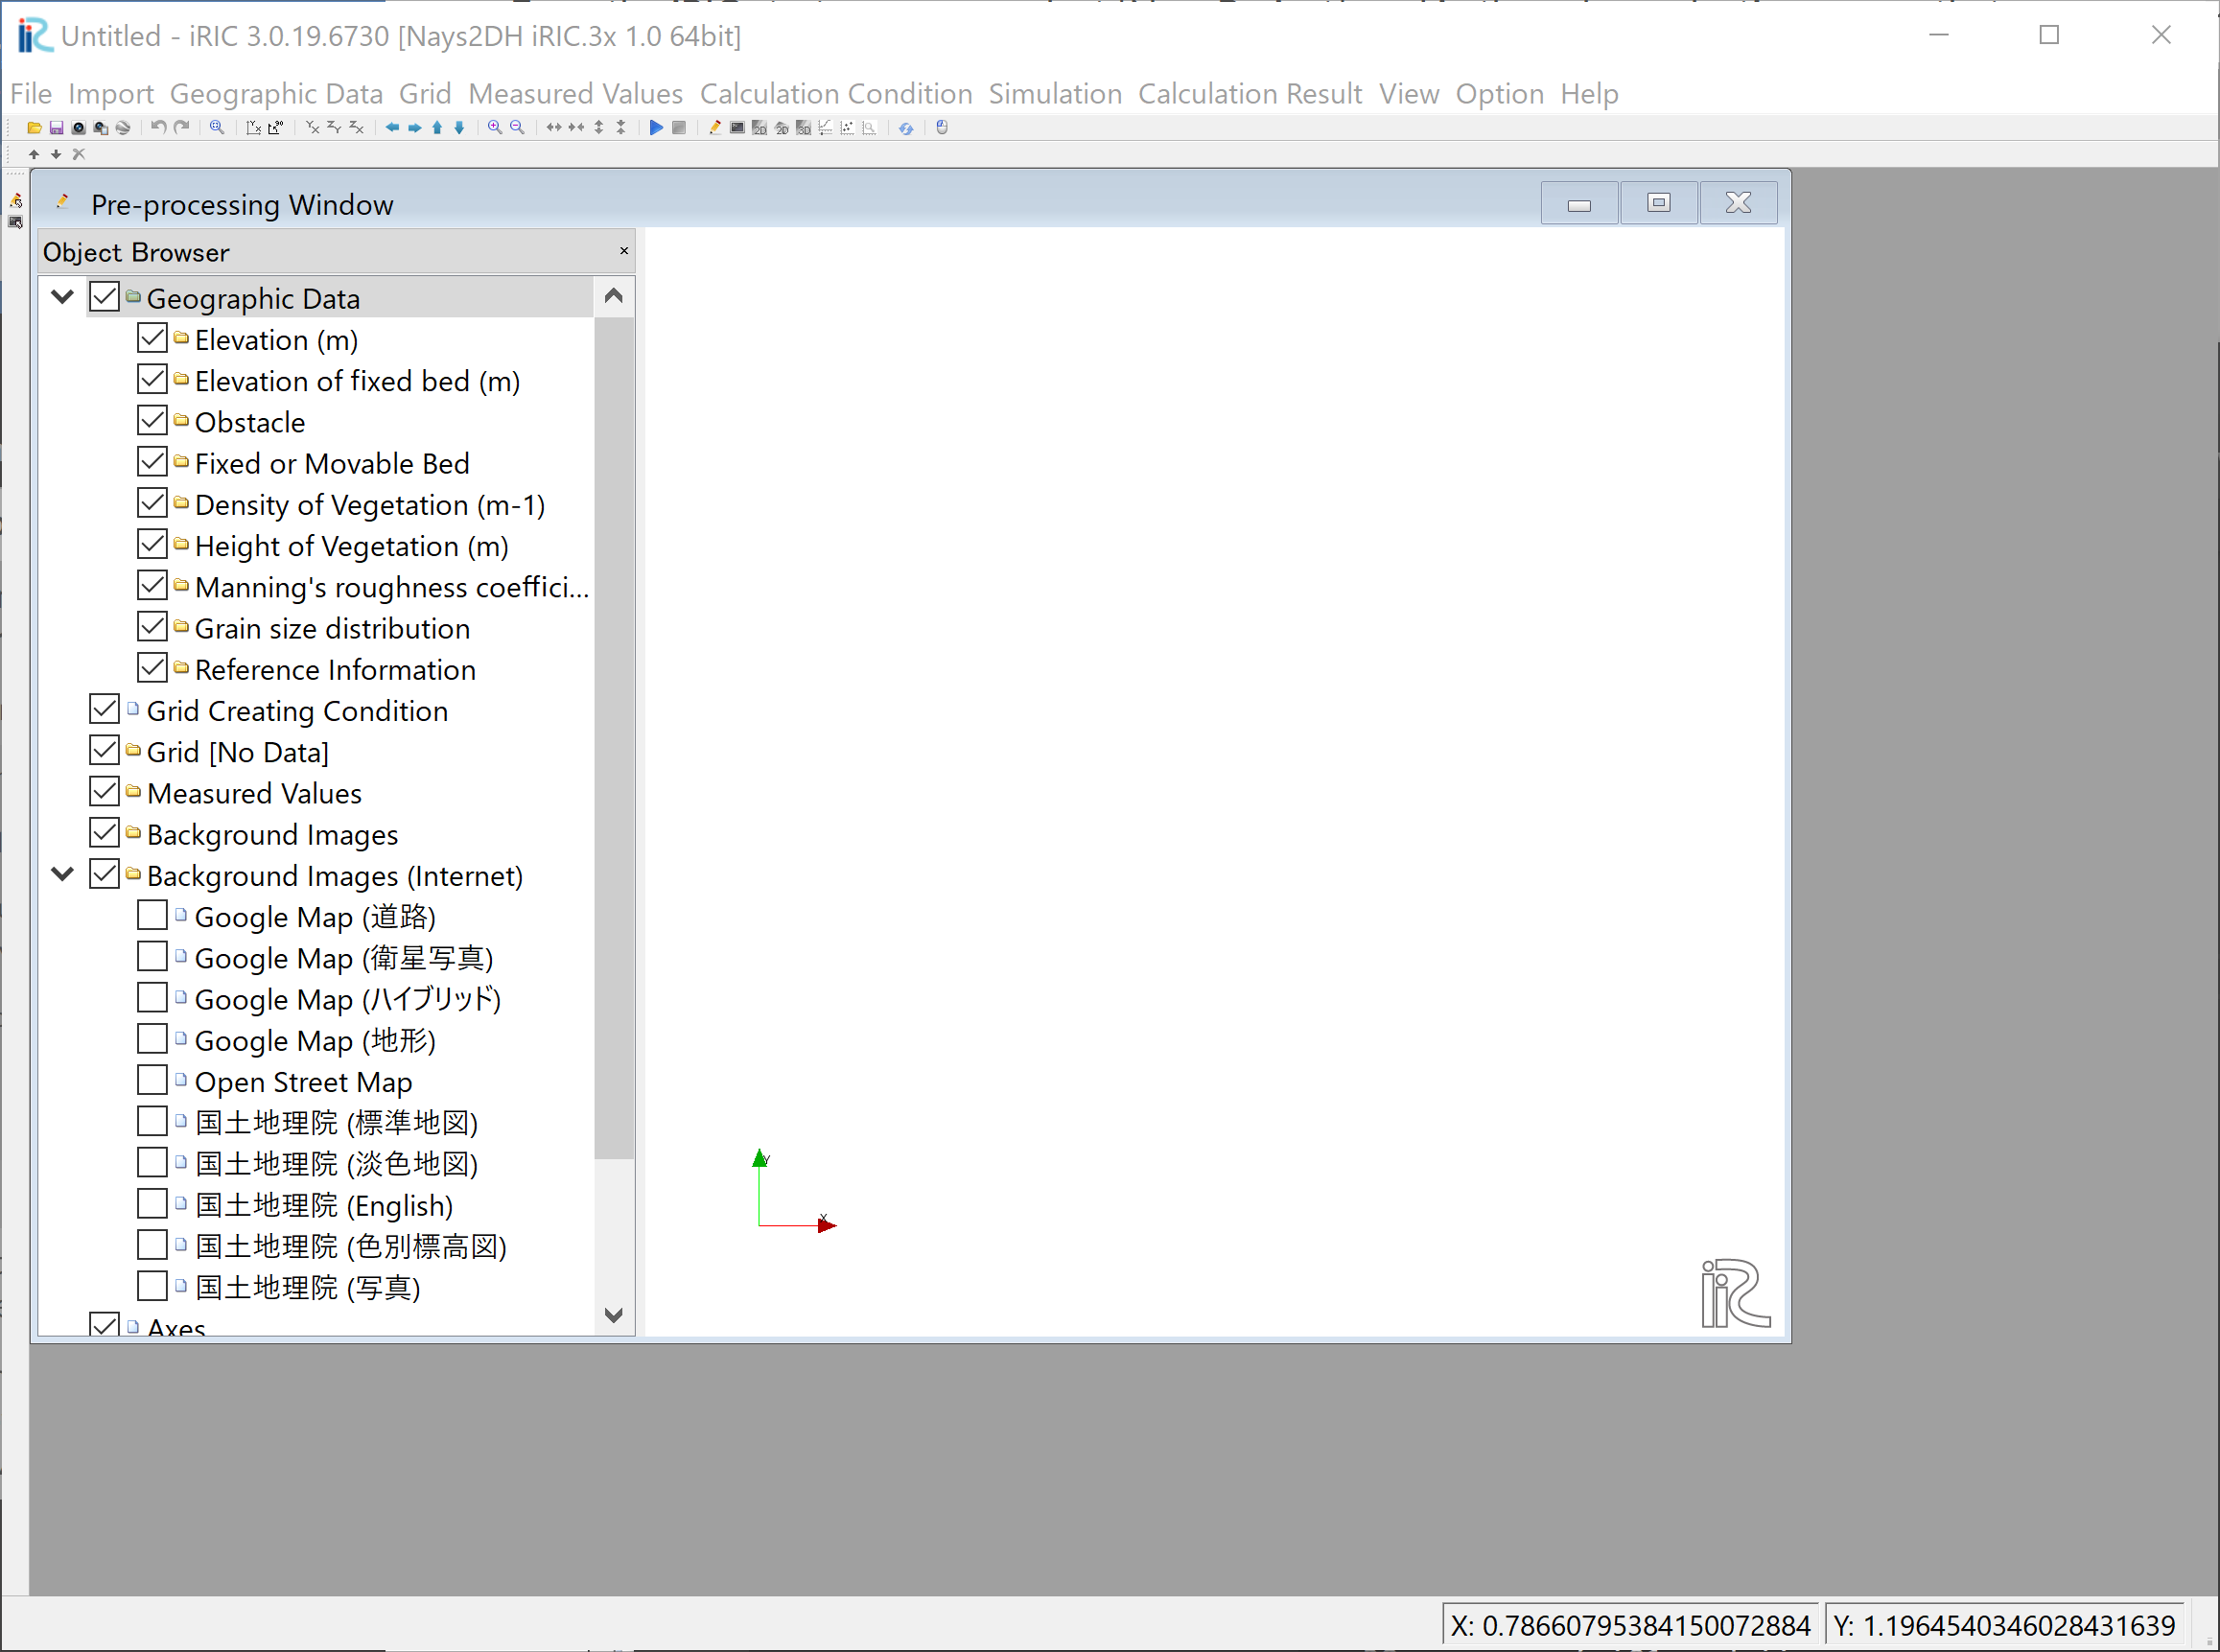 Untitled - iRIC 3.0.19.6730 [Nays2DH iRIC.3x 1.0 64bit]
File Import Geographic Data Grid Measured Values Calculation Condition Simulation Calculation Result View Option Help
Pre-processing Window
Object Browser
Geographic Data
Elevation (m)
Elevation of fixed bed (m)
Obstacle
Fixed or Movable Bed
Density of Vegetation (m-1)
Height of Vegetation (m)
Manning's roughness coeffici...
Grain size distribution
Reference Information
Grid Creating Condition
Grid [No Data]
Measured Values
Background Images
Background Images (Internet)
Google Map (道路)
Google Map (衛星写真)
Google Map (ハイブリッド)
Google Map (地形)
Open Street Map
国土地理院 (標準地図)
国土地理院 (淡色地図)
国土地理院 (English)
国土地理院 (色別標高図)
国土地理院 (写真)
Axes
Y
X
iRC
X: 0.78660795384150072884 Y: 1.1964540346028431639